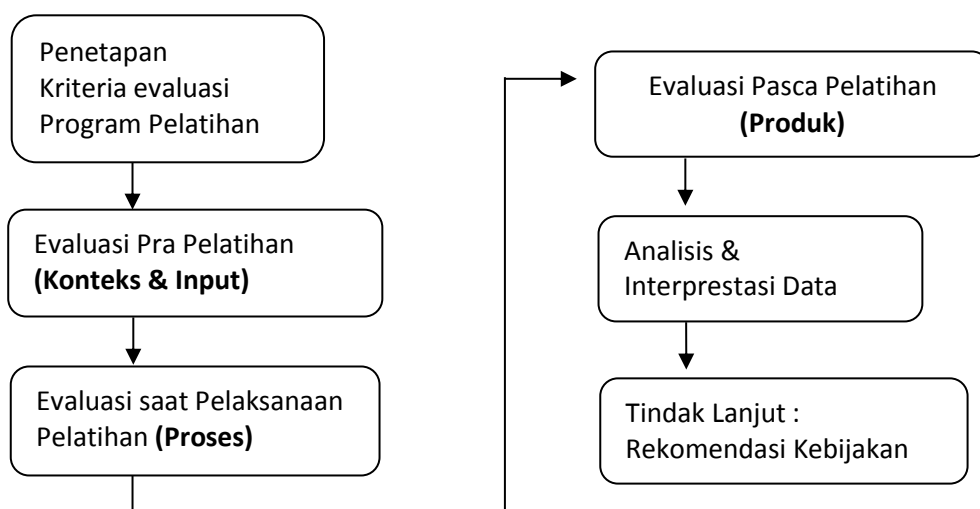 Penetapan
Kriteria evaluasi
Program Pelatihan
Evaluasi Pra Pelatihan
(Konteks & Input)
Evaluasi saat Pelaksanaan
Pelatihan (Proses)
Evaluasi Pasca Pelatihan
(Produk)
Analisis &
Interprestasi Data
Tindak Lanjut :
Rekomendasi Kebijakan